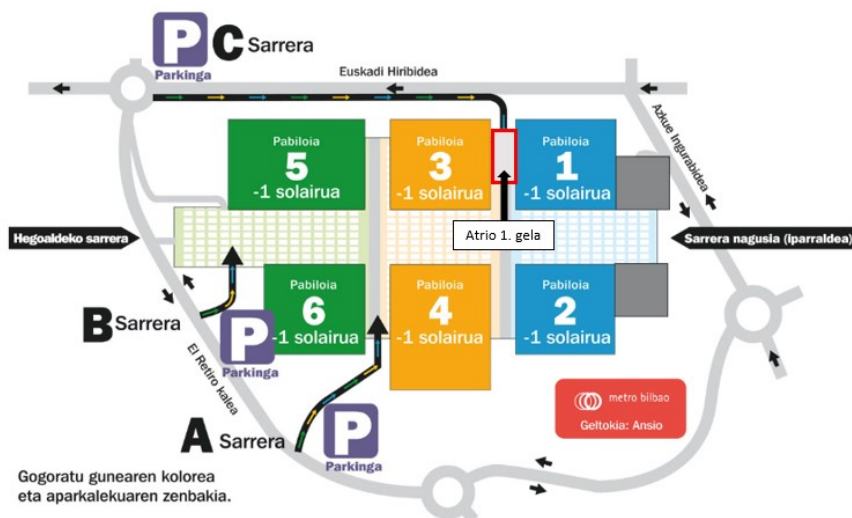 P C Sarrera
Parkinga
Euskadi Hiribidea
Azkue Ingurabidea
Pabiloia
5
-1 solairua
Pabiloia
3
-1 solairua
Pabiloia
1
-1 solairua
Hegoaldeko sarrera
Atrio 1. gela
Sarrera nagusia (iparraldea)
Pabiloia
6
-1 solairua
Pabiloia
4
-1 solairua
Pabiloia
2
-1 solairua
B Sarrera
P
Parkinga
El Retiro kalea
A Sarrera
P
Parkinga
metro bilbao
Geltokia: Ansio
Gogoratu gunearen kolorea
eta aparkalekuaren zenbakia.